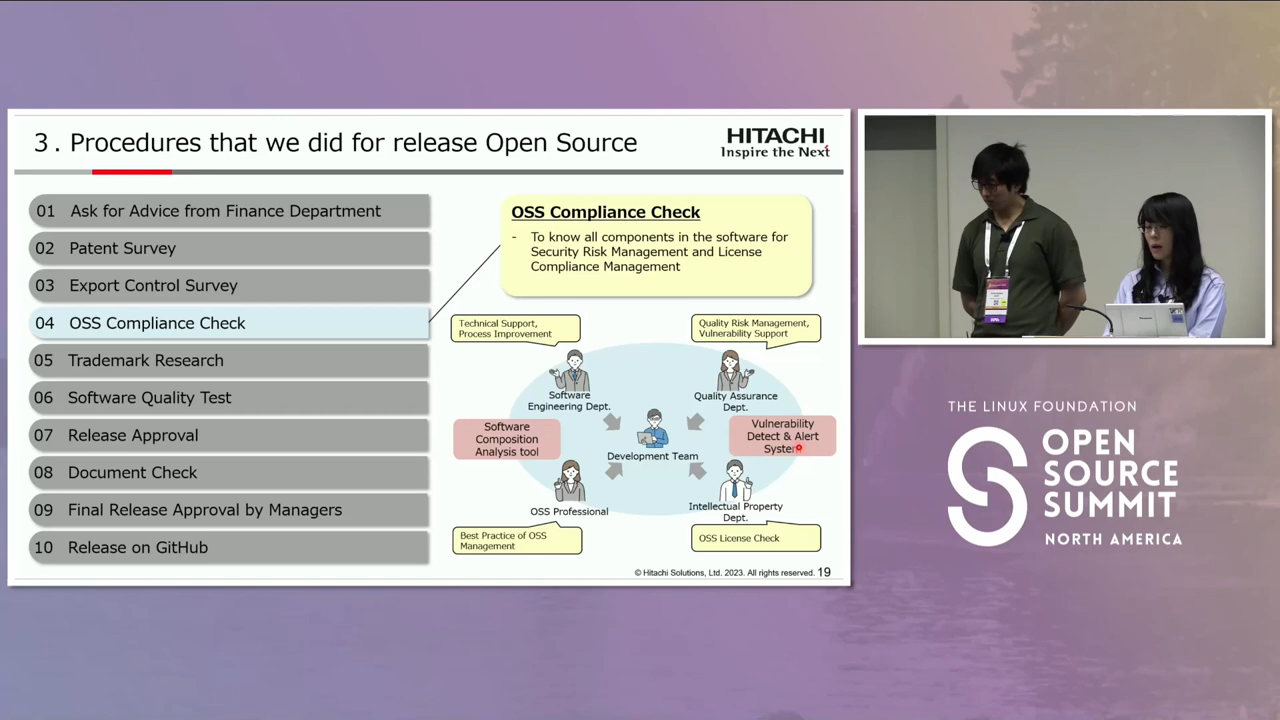 3. Procedures that we did for release Open Source
HITACHI
Inspire the Next
01 Ask for Advice from Finance Department
02 Patent Survey
03 Export Control Survey
04 OSS Compliance Check
05 Trademark Research
06 Software Quality Test
07 Release Approval
08 Document Check
09 Final Release Approval by Managers
10 Release on GitHub
OSS Compliance Check
- To know all components in the software for
Security Risk Management and License
Compliance Management
Technical Support,
Process Improvement
Quality Risk Management,
Vulnerability Support
Software
Engineering Dept.
Quality Assurance
Dept.
Software
Composition
Analysis tool
Development Team
Vulnerability
Detect & Alert
System
OSS Professional
Intellectual Property
Dept.
Best Practice of OSS
Management
OSS License Check
© Hitachi Solutions, Ltd. 2023. All rights reserved. 19
THE LINUX FOUNDATION
OPEN
SOURCE
SUMMIT
NORTH AMERICA